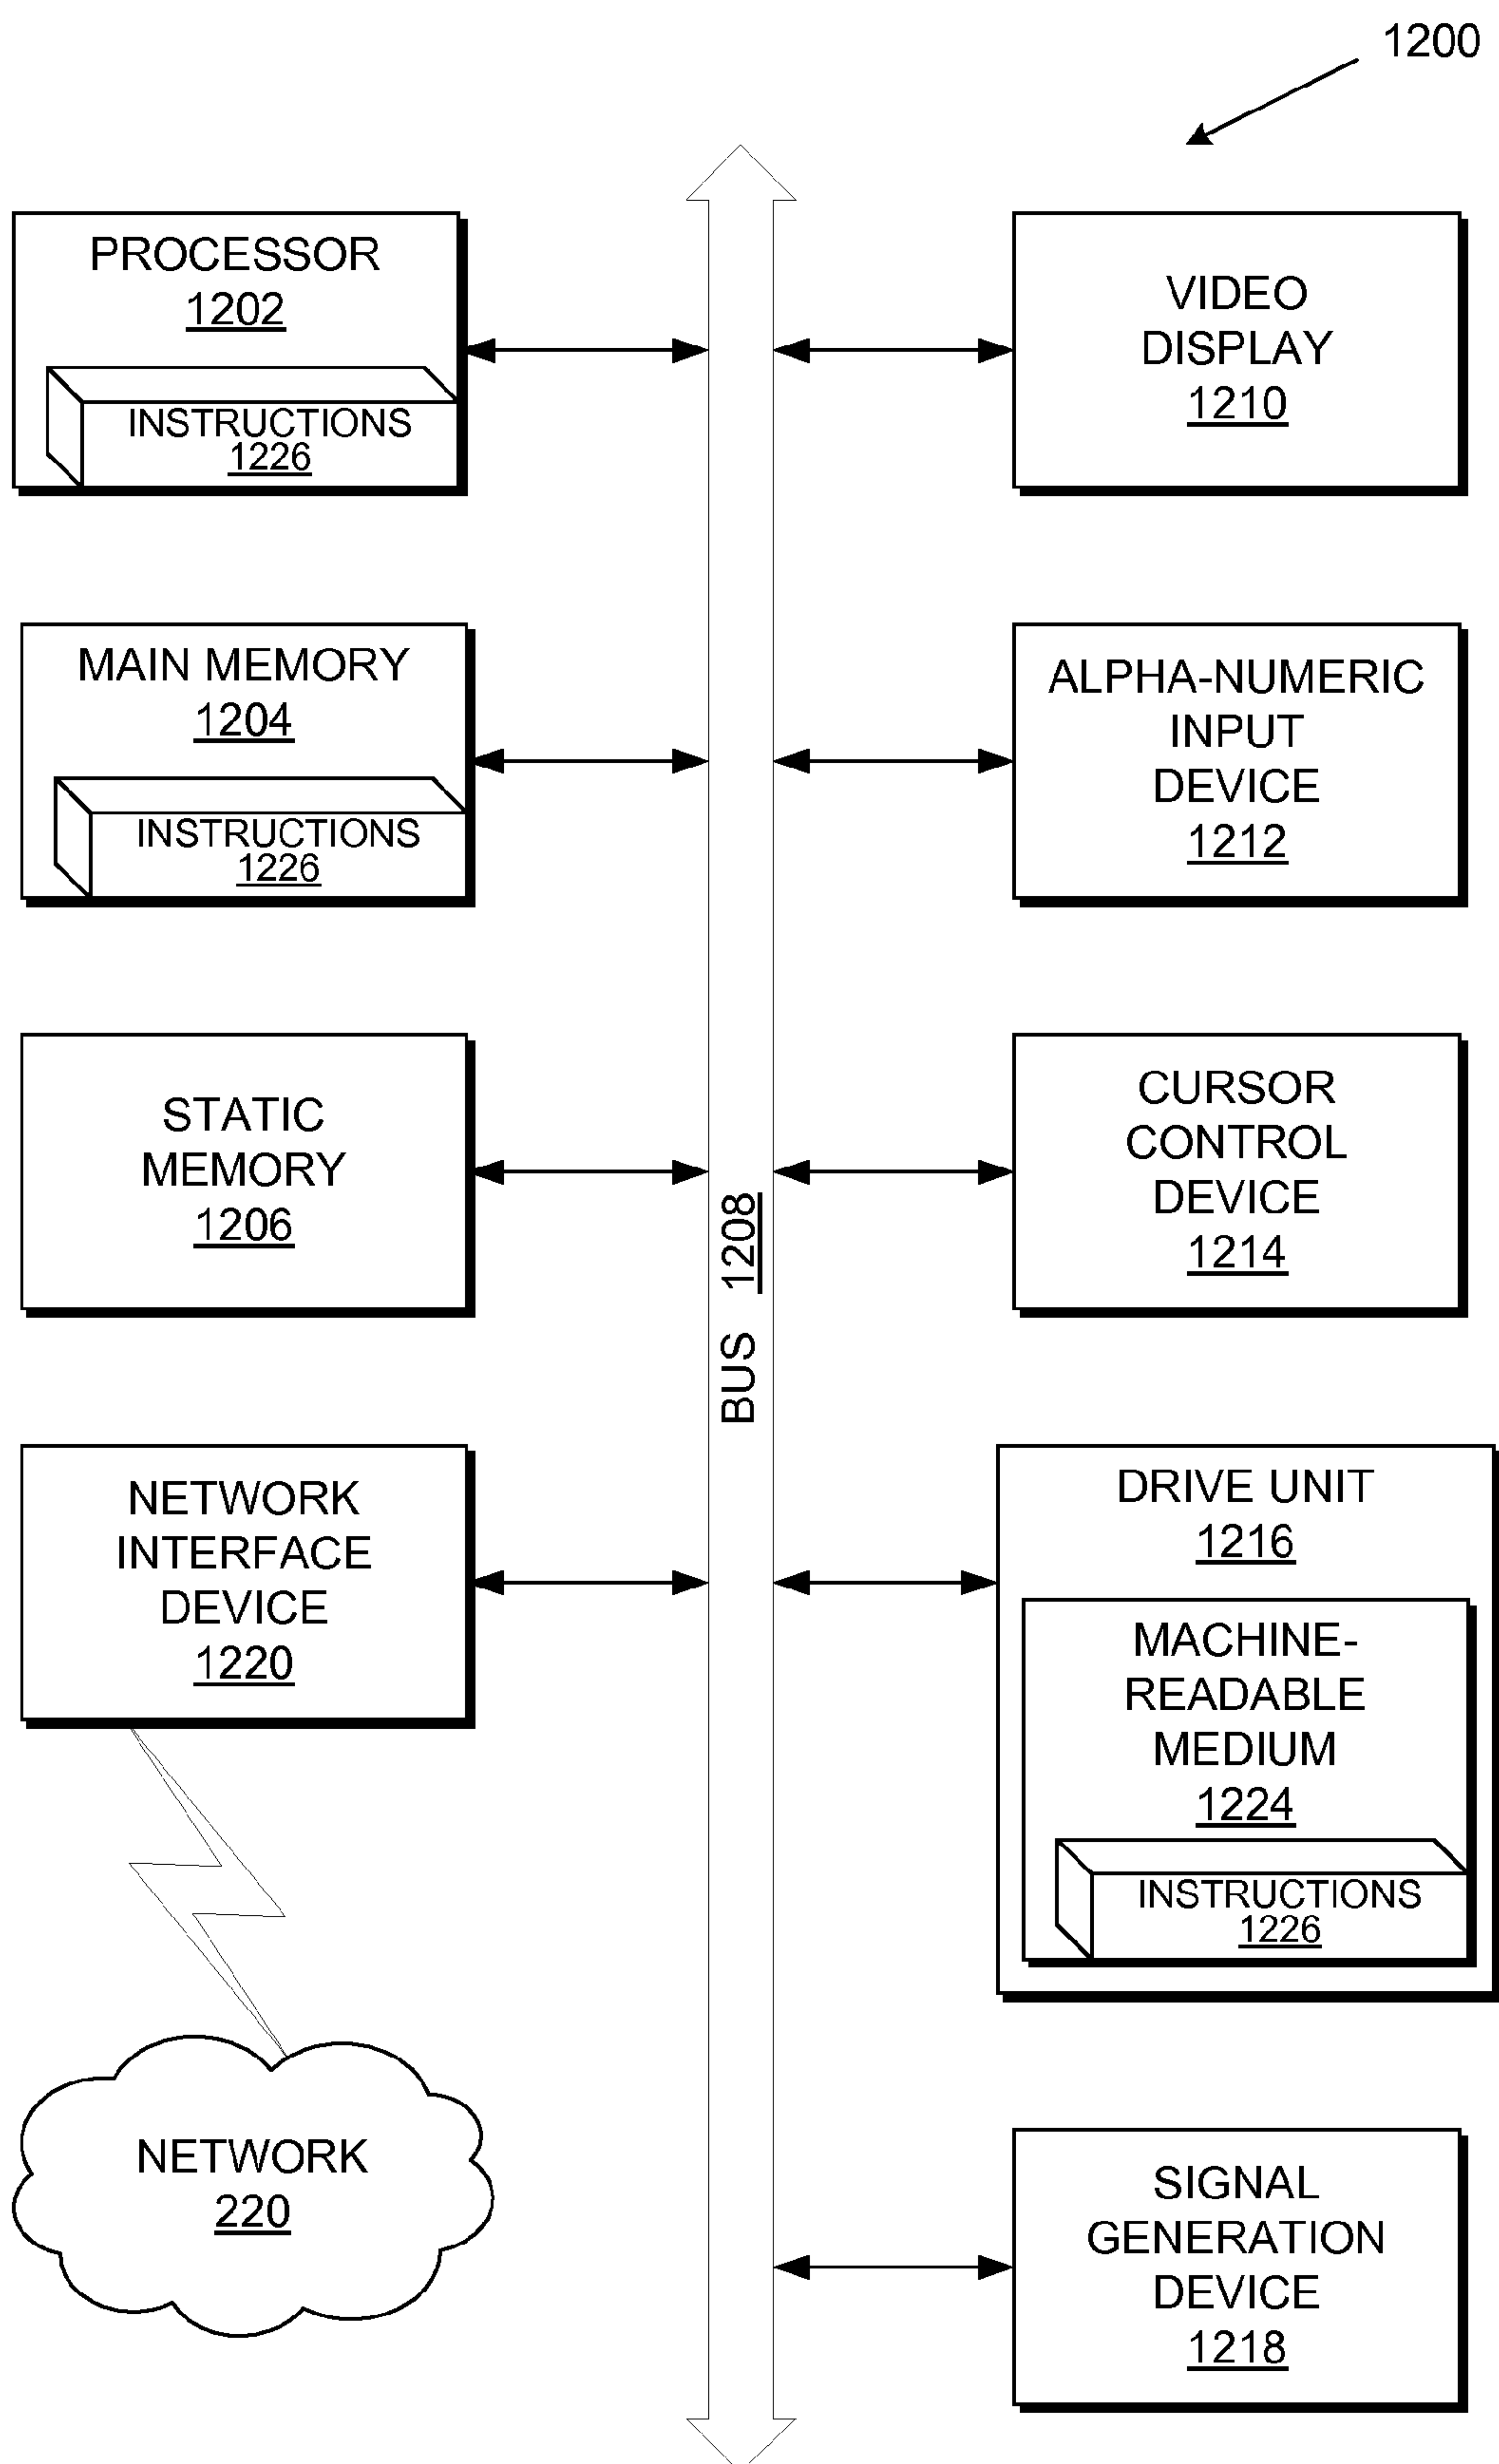 1200
PROCESSOR
1202
INSTRUCTIONS
1226
VIDEO
DISPLAY
1210
MAIN MEMORY
1204
INSTRUCTIONS
1226
ALPHA-NUMERIC
INPUT
DEVICE
1212
STATIC
MEMORY
1206
CURSOR
CONTROL
DEVICE
1214
BUS 1208
NETWORK
INTERFACE
DEVICE
1220
DRIVE UNIT
1216
MACHINE-
READABLE
MEDIUM
1224
INSTRUCTIONS
1226
NETWORK
220
SIGNAL
GENERATION
DEVICE
1218